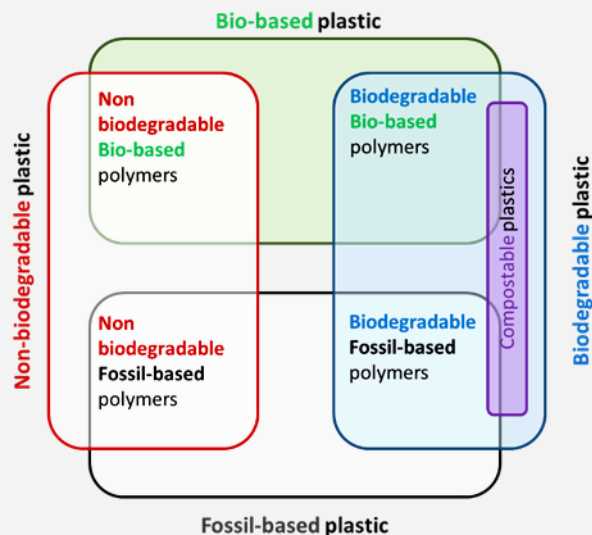 Bio-based plastic
Non
biodegradable
Bio-based
polymers
Biodegradable
Bio-based
polymers
Non-biodegradable plastic
Compostable plastics
Biodegradable plastic
Non
biodegradable
Fossil-based
polymers
Biodegradable
Fossil-based
polymers
Fossil-based plastic